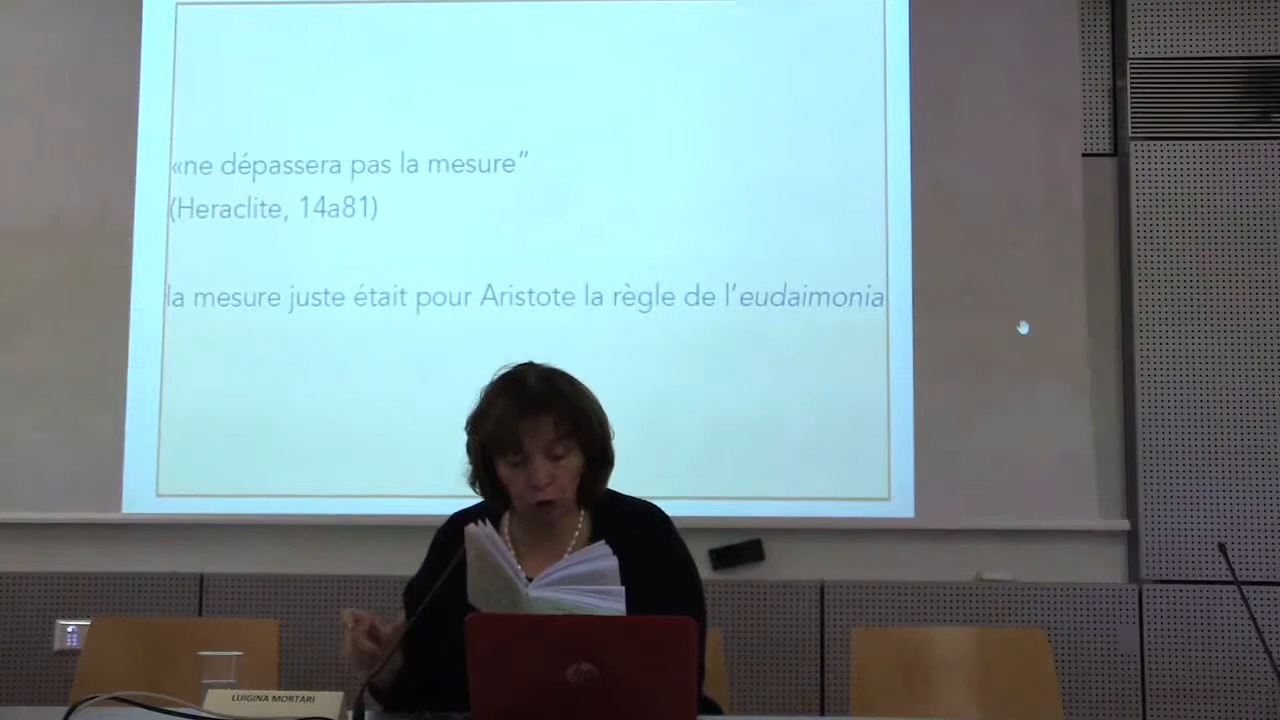 «ne dépassera pas la mesure”
(Heraclite, 14a81)
la mesure juste était pour Aristote la règle de l’eudaimonia
LUIGINA MORTARI
hp